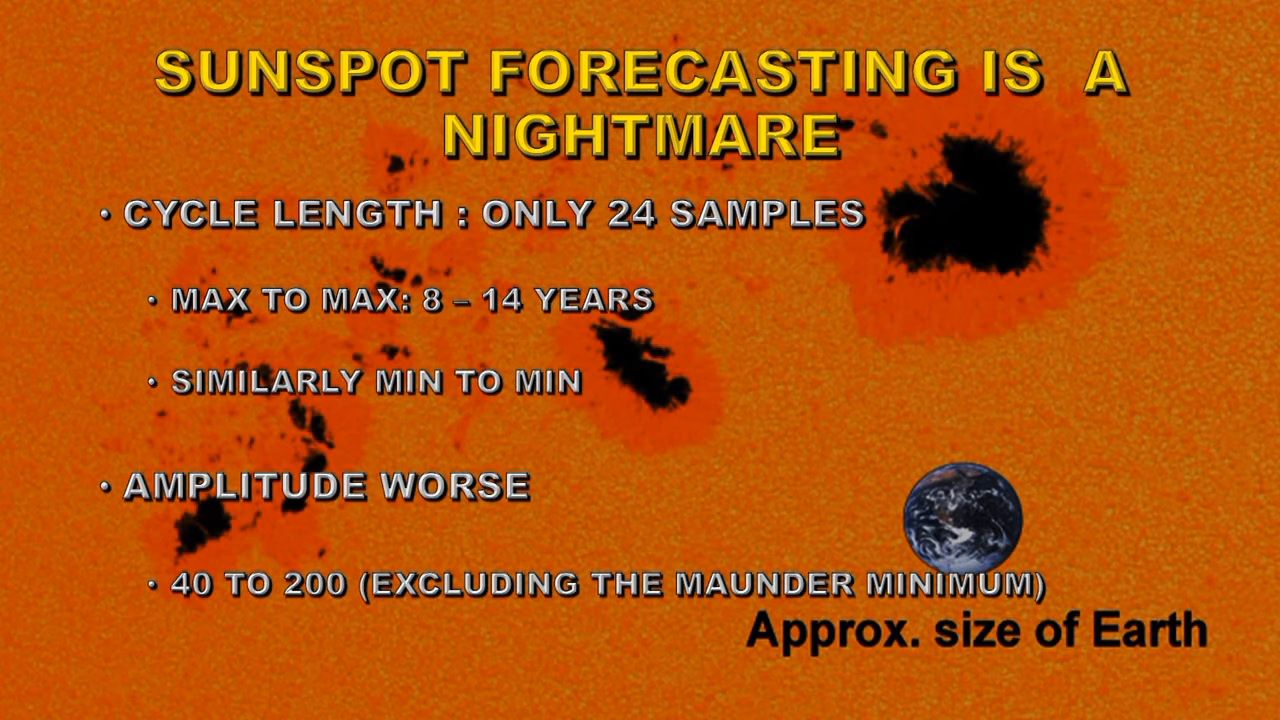 SUNSPOT FORECASTING IS A
NIGHTMARE
• CYCLE LENGTH : ONLY 24 SAMPLES
• MAX TO MAX: 8 – 14 YEARS
• SIMILARLY MIN TO MIN
• AMPLITUDE WORSE
• 40 TO 200 (EXCLUDING THE MAUNDER MINIMUM)
Approx. size of Earth